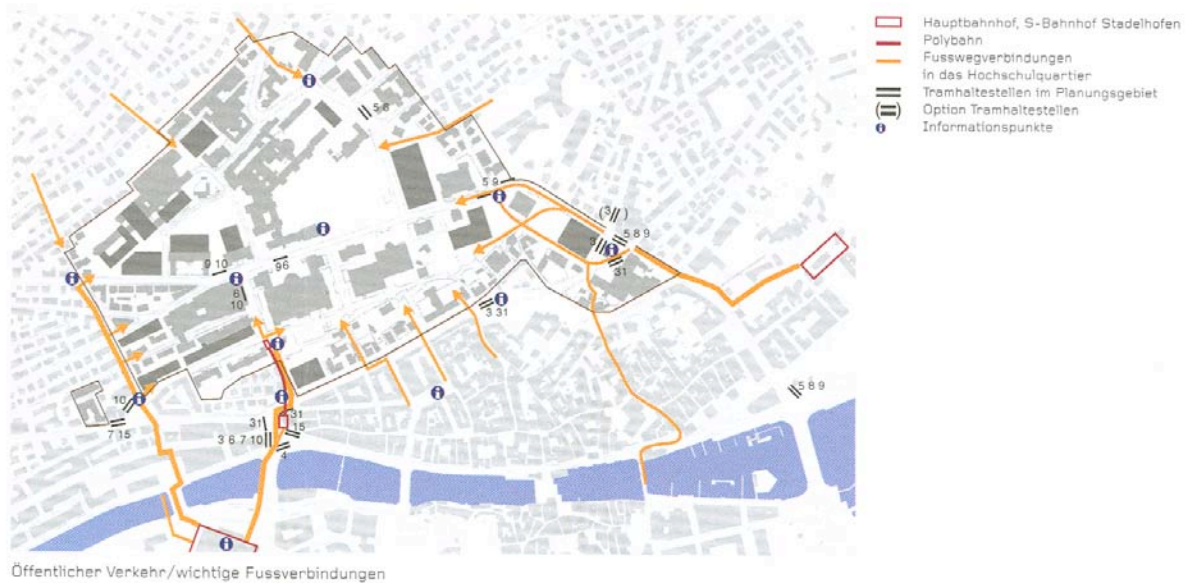 Hauptbahnhof, S-Bahnhof Stadelhofen
Polybahn
Fusswegverbindungen
in das Hochschulquartier
Tramhaltestellen im Planungsgebiet
Option Tramhaltestellen
Informationspunkte
5 6
5 9
(3 )
5 8 9
3
31
9 10
9 6
6
10
3 31
10
7 15
31
31
3 6 7 10
15
4
5 8 9
Öffentlicher Verkehr/wichtige Fussverbindungen